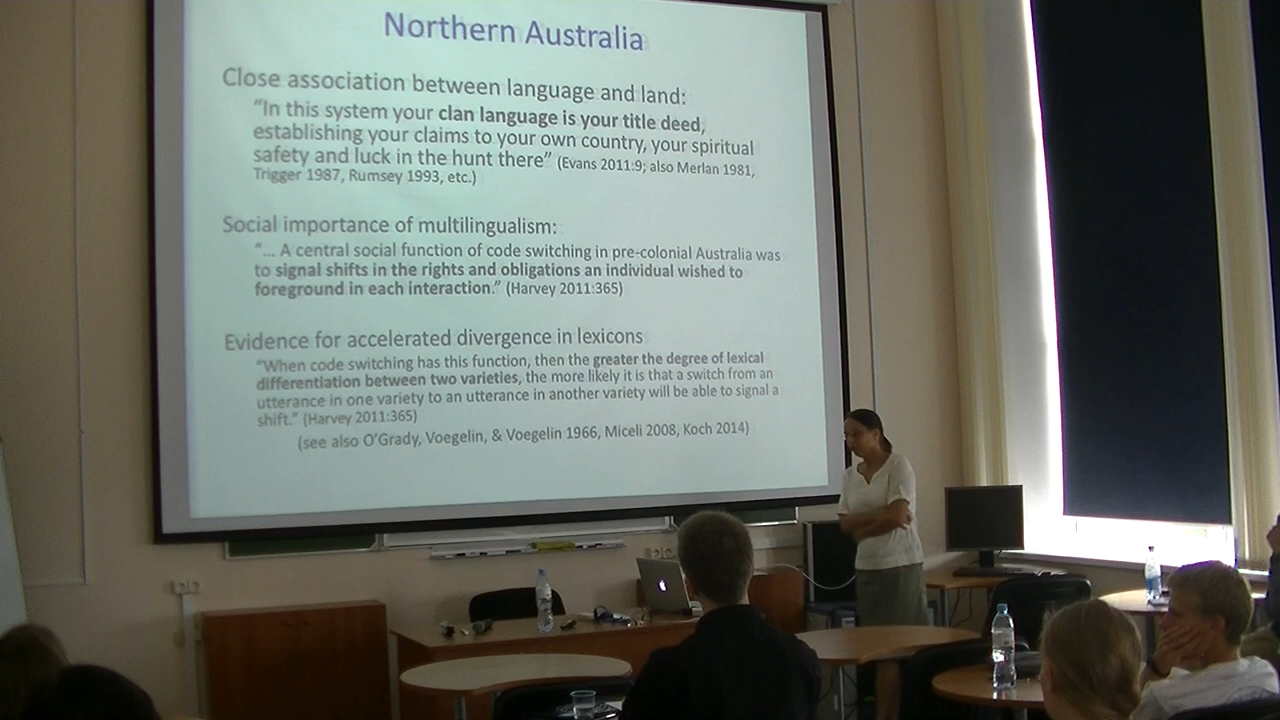 Northern Australia
Close association between language and land:
“In this system your clan language is your title deed,
establishing your claims to your own country, your spiritual
safety and luck in the hunt there” (Evans 2011:9; also Merlan 1981,
Trigger 1987, Rumsey 1993, etc.)
Social importance of multilingualism:
“... A central social function of code switching in pre-colonial Australia was
to signal shifts in the rights and obligations an individual wished to
foreground in each interaction.” (Harvey 2011:365)
Evidence for accelerated divergence in lexicons
“When code switching has this function, then the greater the degree of lexical
differentiation between two varieties, the more likely it is that a switch from an
utterance in one variety to an utterance in another variety will be able to signal a
shift.” (Harvey 2011:365)
(see also O’Grady, Voegelin, & Voegelin 1966, Miceli 2008, Koch 2014)